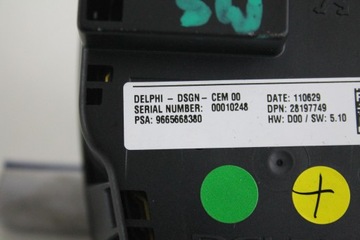 DELPHI - DSGN - CEM 00
SERIAL NUMBER: 00010248
PSA: 9665668380
DATE: 110629
DPN: 28197749
HW: D00 / SW: 5.10